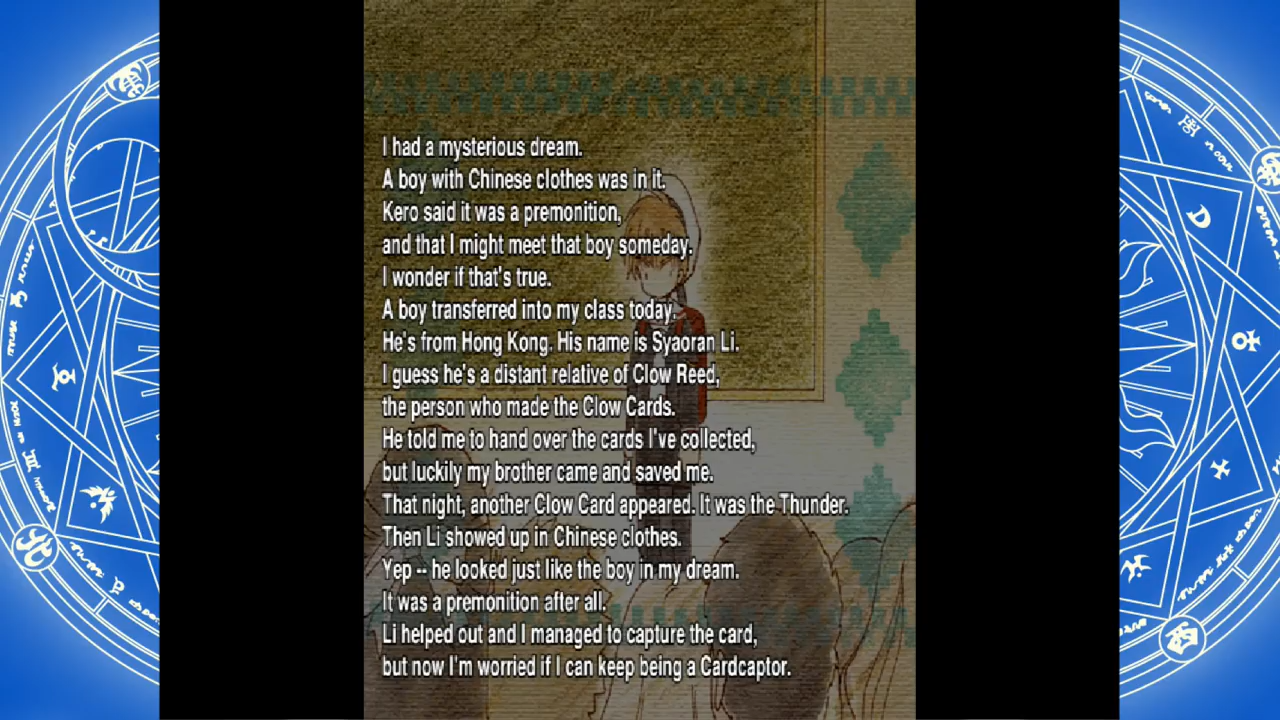 I had a mysterious dream.
A boy with Chinese clothes was in it.
Kero said it was a premonition,
and that I might meet that boy someday.
I wonder if that's true.
A boy transferred into my class today.
He's from Hong Kong. His name is Syaoran Li.
I guess he's a distant relative of Clow Reed,
the person who made the Clow Cards.
He told me to hand over the cards I've collected,
but luckily my brother came and saved me.
That night, another Clow Card appeared. It was the Thunder.
Then Li showed up in Chinese clothes.
Yep -- he looked just like the boy in my dream.
It was a premonition after all.
Li helped out and I managed to capture the card,
but now I'm worried if I can keep being a Cardcaptor.